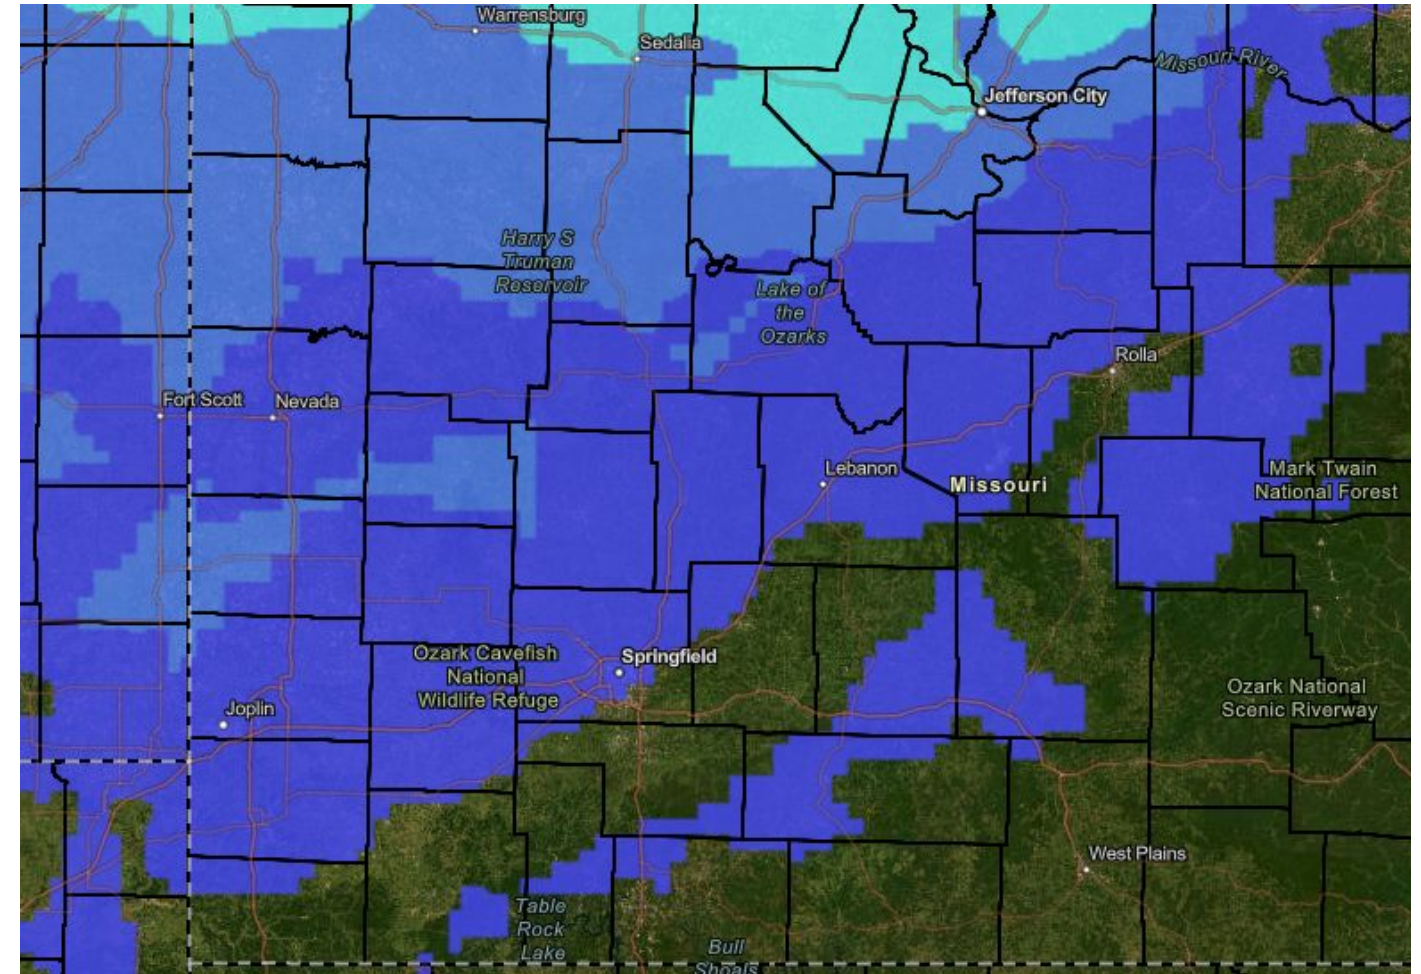 Warrensburg
Sedalia
Missouri River
Jefferson City
Harry S
Truman
Reservoir
Lake of
the
Ozarks
Rolla
Fort Scott
Nevada
Lebanon
Missouri
Mark Twain
National Forest
Ozark Cavefish
National
Wildlife Refuge
Springfield
Ozark National
Scenic Riverway
Joplin
West Plains
Table
Rock
Lake
Bull
Shoals